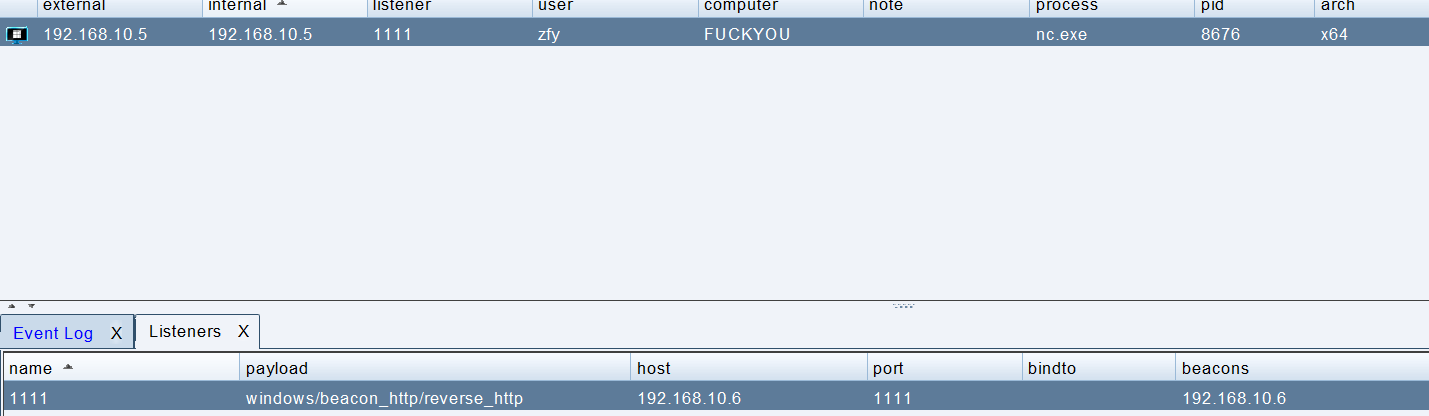 external internal listener user computer note process pid arch
192.168.10.5 192.168.10.5 1111 zfy FUCKYOU nc.exe 8676 x64
Event Log X Listeners X
name payload host port bindto beacons
1111 windows/beacon_http/reverse_http 192.168.10.6 1111 192.168.10.6